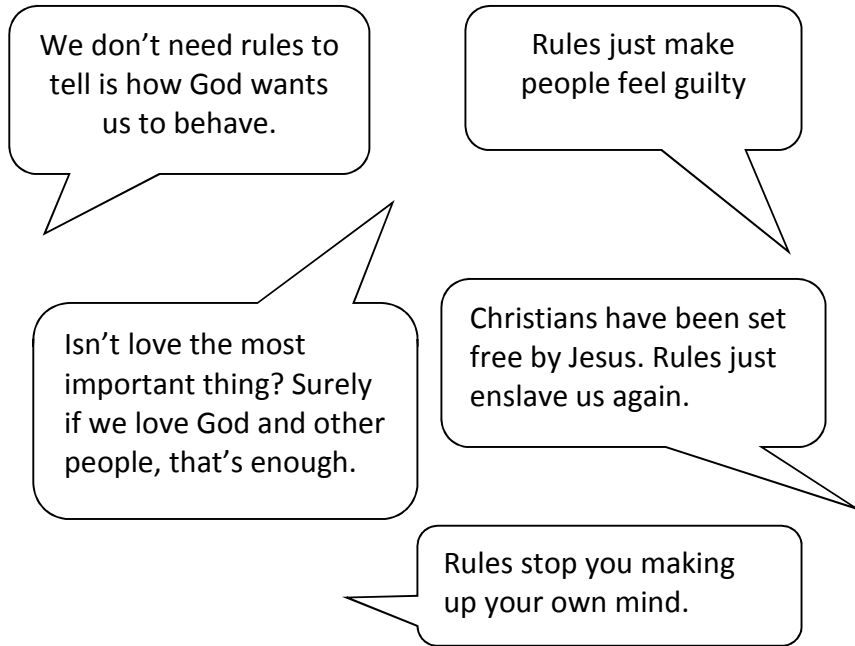 We don’t need rules to
tell is how God wants
us to behave.
Rules just make
people feel guilty
Isn’t love the most
important thing? Surely
if we love God and other
people, that’s enough.
Christians have been set
free by Jesus. Rules just
enslave us again.
Rules stop you making
up your own mind.